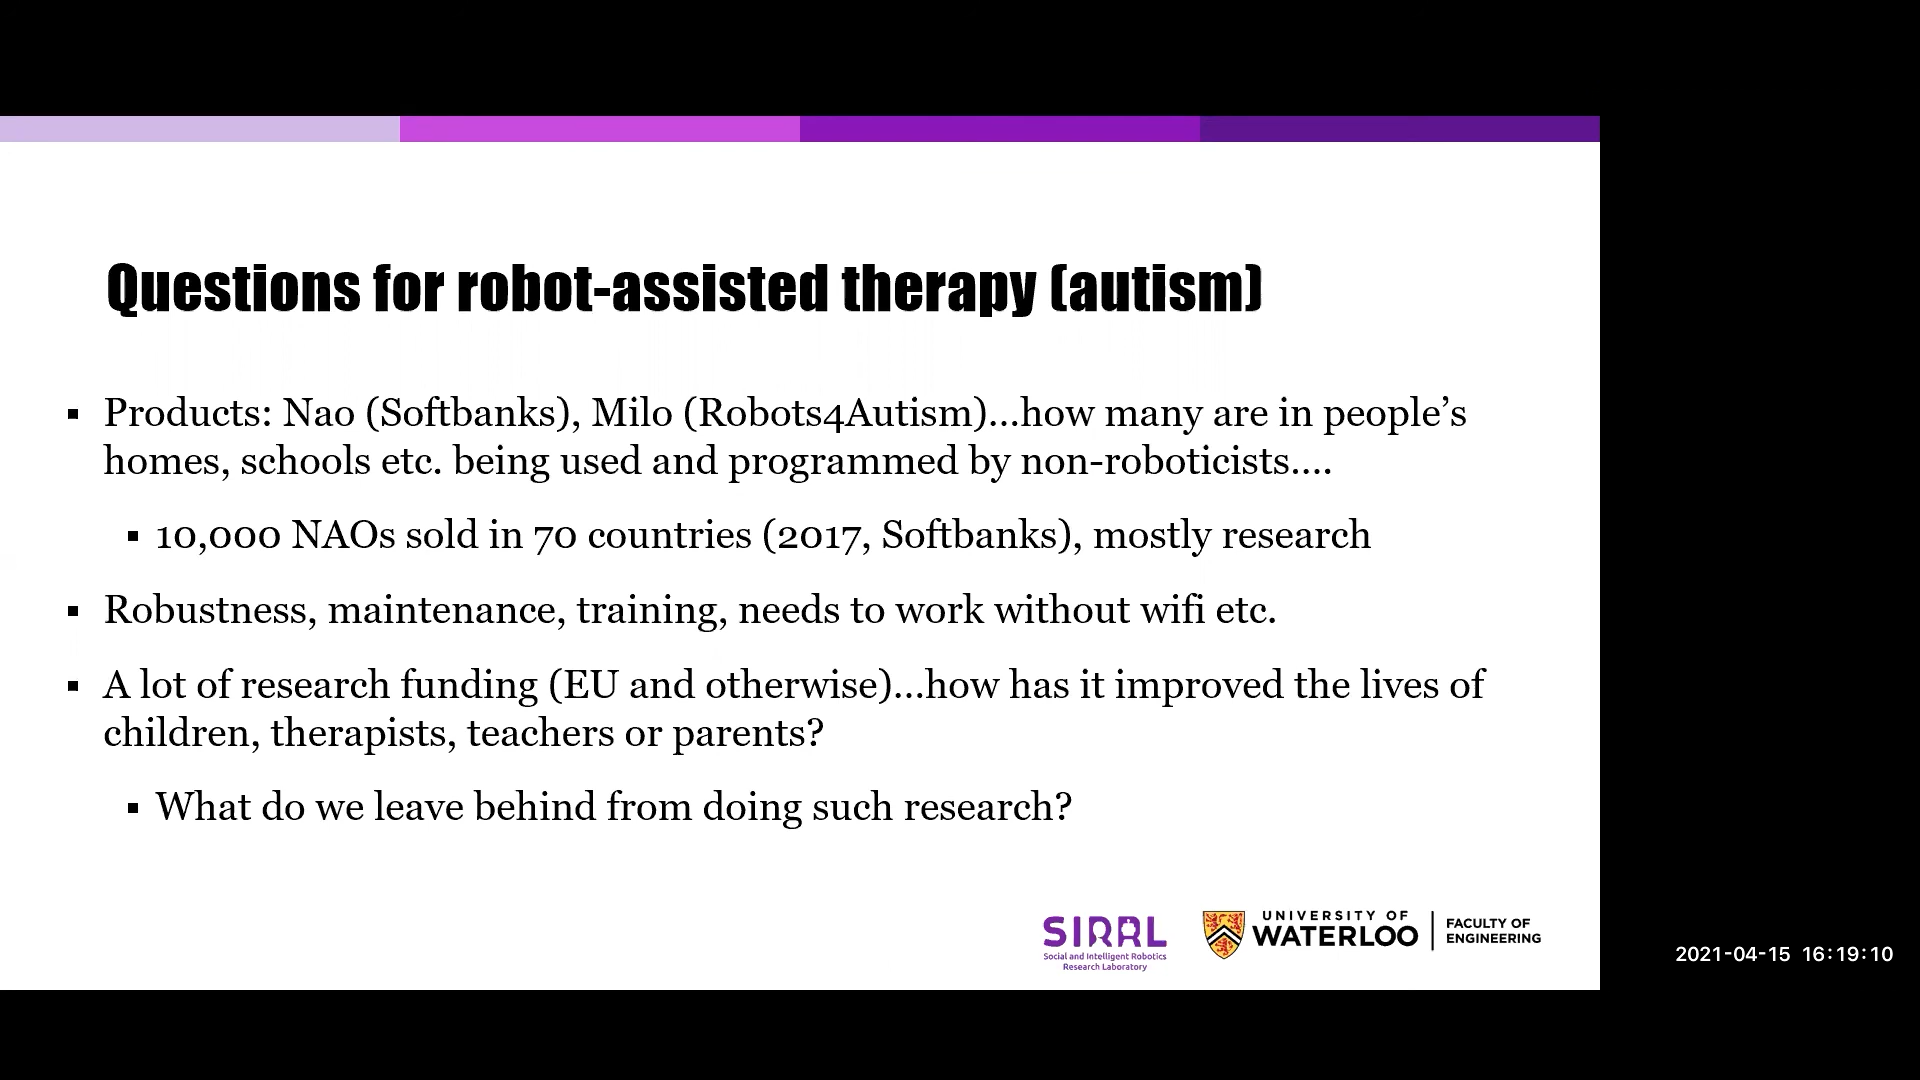 Questions for robot-assisted therapy (autism)
▪ Products: Nao (Softbanks), Milo (Robots4Autism)…how many are in people’s
homes, schools etc. being used and programmed by non-roboticists….
▪ 10,000 NAOs sold in 70 countries (2017, Softbanks), mostly research
▪ Robustness, maintenance, training, needs to work without wifi etc.
▪ A lot of research funding (EU and otherwise)…how has it improved the lives of
children, therapists, teachers or parents?
▪ What do we leave behind from doing such research?
SIRRL
Social and Intelligent Robotics
Research Laboratory
UNIVERSITY OF
WATERLOO
FACULTY OF
ENGINEERING
2021-04-15 16:19:10